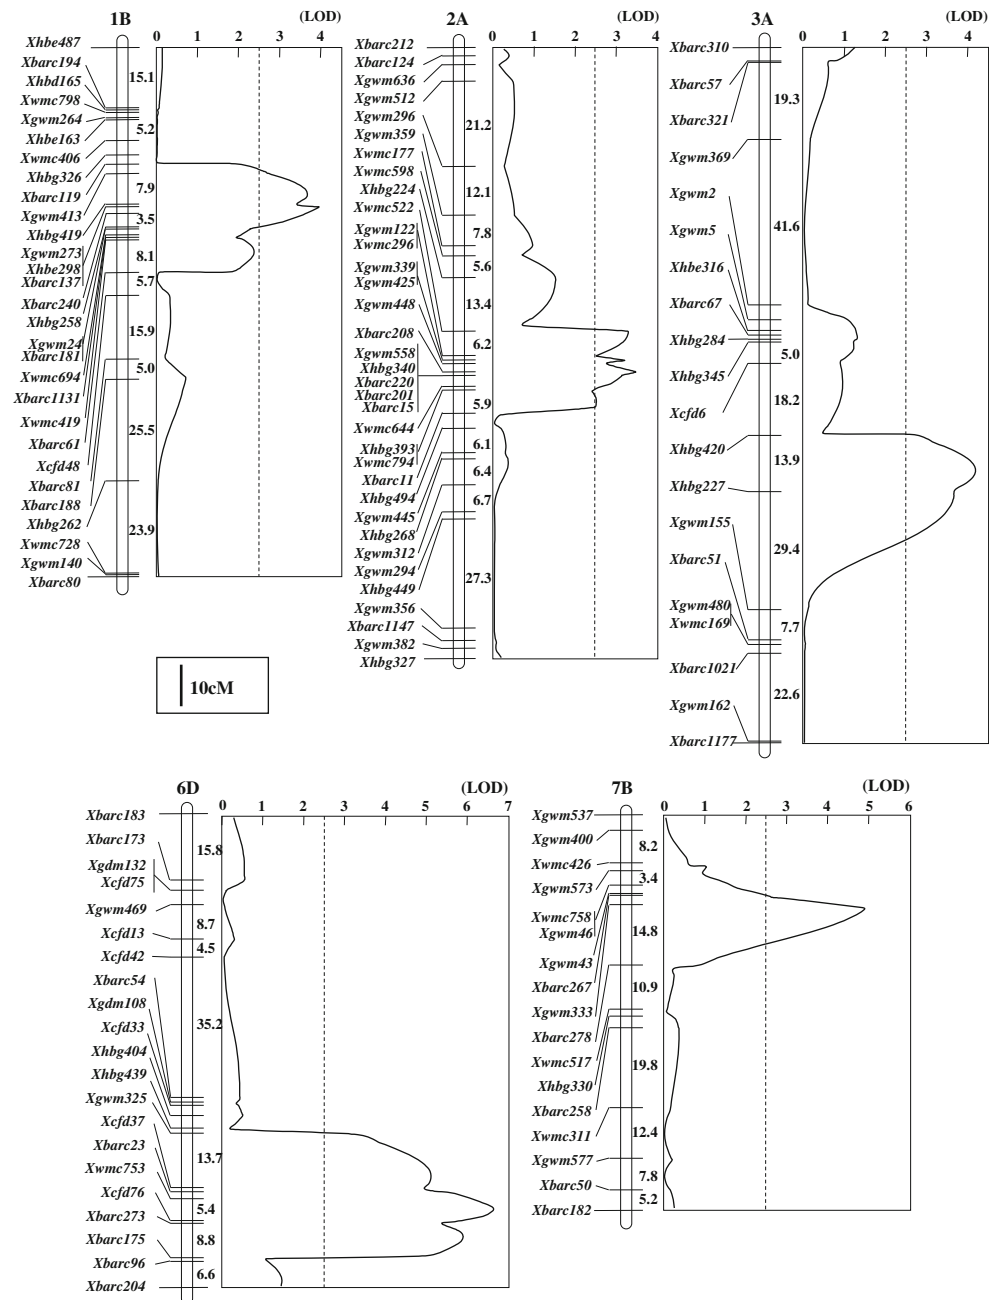 1B (LOD)
0 1 2 3 4
Xhbe487
Xbarc194
Xhbd165
Xwmc798
Xgwm264
Xhbe163
Xwmc406
Xhbg326
Xbarc119
Xgwm413
Xhbg419
Xgwm273
Xhbe298
Xbarc137
Xbarc240
Xhbg258
Xgwm24
Xbarc181
Xwmc694
Xbarc1131
Xwmc419
Xbarc61
Xcfd48
Xbarc81
Xbarc188
Xhbg262
Xwmc728
Xgwm140
Xbarc80
15.1
5.2
7.9
3.5
8.1
5.7
15.9
5.0
25.5
23.9
10cM
2A (LOD)
0 1 2 3 4
Xbarc212
Xbarc124
Xgwm636
Xgwm512
Xgwm296
Xgwm359
Xwmc177
Xwmc598
Xhbg224
Xwmc522
Xgwm122
Xwmc296
Xgwm339
Xgwm425
Xgwm448
Xbarc208
Xgwm558
Xhbg340
Xbarc220
Xbarc201
Xbarc15
Xwmc644
Xhbg393
Xwmc794
Xbarc11
Xhbg494
Xgwm445
Xhbg268
Xgwm312
Xgwm294
Xhbg449
Xgwm356
Xbarc1147
Xgwm382
Xhbg327
21.2
12.1
7.8
5.6
13.4
6.2
5.9
6.1
6.4
6.7
27.3
3A (LOD)
0 1 2 3 4
Xbarc310
Xbarc57
Xbarc321
Xgwm369
Xgwm2
Xgwm5
Xhbe316
Xbarc67
Xhbg284
Xhbg345
Xcfd6
Xhbg420
Xhbg227
Xgwm155
Xbarc51
Xgwm480
Xwmc169
Xbarc1021
Xgwm162
Xbarc1177
19.3
41.6
5.0
18.2
13.9
29.4
7.7
22.6
6D (LOD)
0 1 2 3 4 5 6 7
Xbarc183
Xbarc173
Xgdm132
Xcfd75
Xgwm469
Xcfd13
Xcfd42
Xbarc54
Xgdm108
Xcfd33
Xhbg404
Xhbg439
Xgwm325
Xcfd37
Xbarc23
Xwmc753
Xcfd76
Xbarc273
Xbarc175
Xbarc96
Xbarc204
15.8
8.7
4.5
35.2
13.7
5.4
8.8
6.6
7B (LOD)
0 1 2 3 4 5 6
Xgwm537
Xgwm400
Xwmc426
Xgwm573
Xwmc758
Xgwm46
Xgwm43
Xbarc267
Xgwm333
Xbarc278
Xwmc517
Xhbg330
Xbarc258
Xwmc311
Xgwm577
Xbarc50
Xbarc182
8.2
3.4
14.8
10.9
19.8
12.4
7.8
5.2